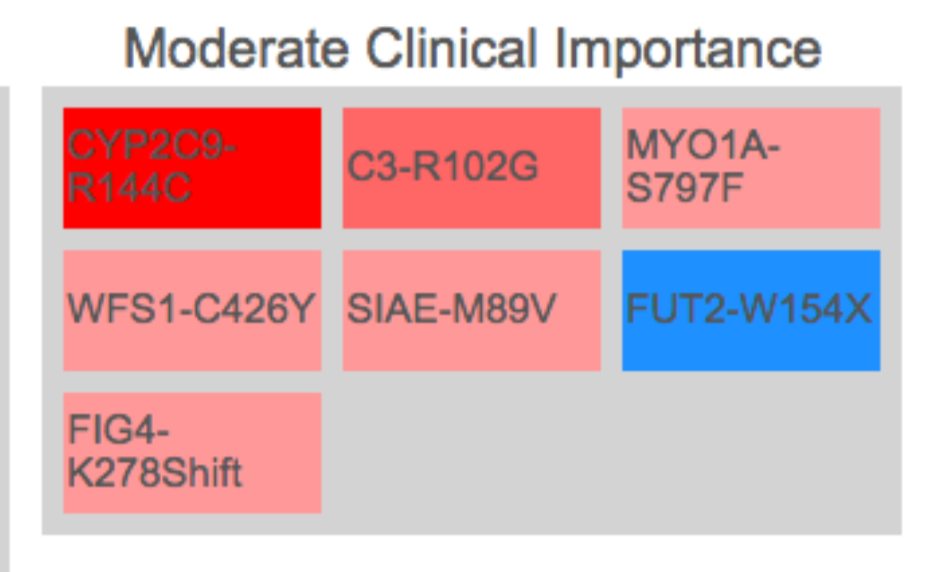 Moderate Clinical Importance
CYP2C9-
R144C
C3-R102G
MYO1A-
S797F
WFS1-C426Y
SIAE-M89V
FUT2-W154X
FIG4-
K278Shift